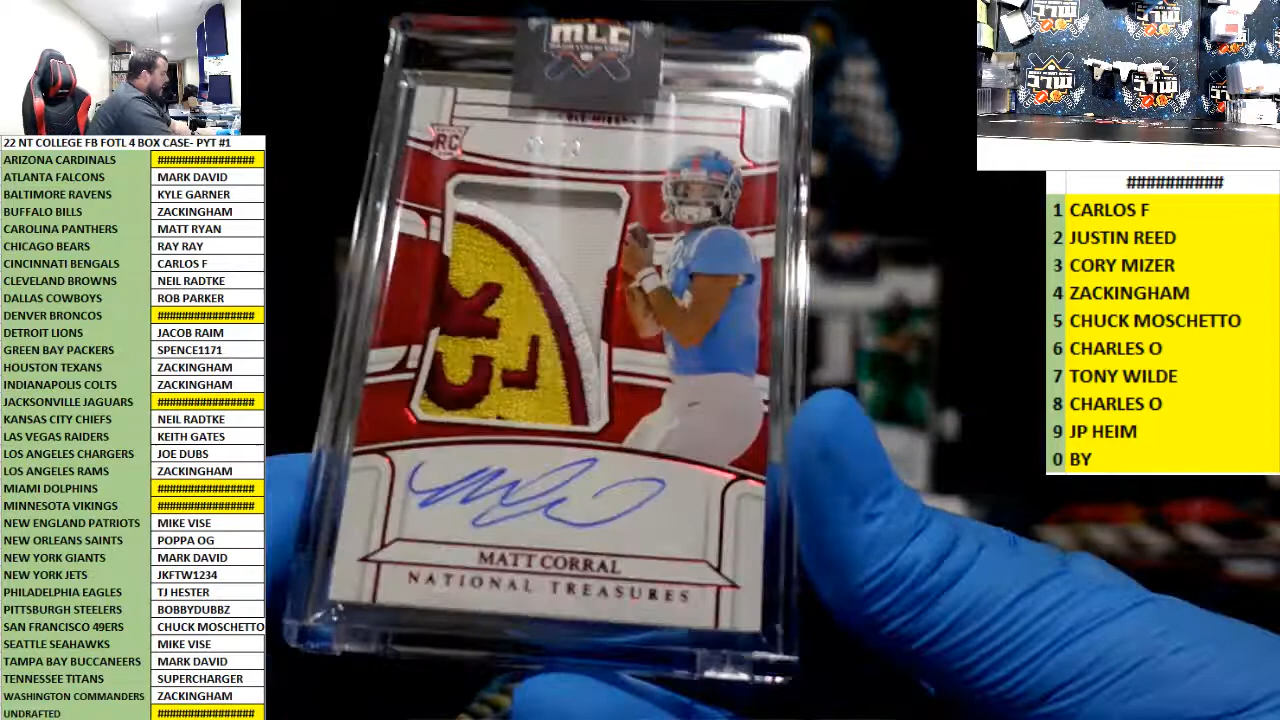 22 NT COLLEGE FB FOTL 4 BOX CASE- PYT #1
ARIZONA CARDINALS ################
ATLANTA FALCONS MARK DAVID
BALTIMORE RAVENS KYLE GARNER
BUFFALO BILLS ZACKINGHAM
CAROLINA PANTHERS MATT RYAN
CHICAGO BEARS RAY RAY
CINCINNATI BENGALS CARLOS F
CLEVELAND BROWNS NEIL RADTKE
DALLAS COWBOYS ROB PARKER
DENVER BRONCOS ################
DETROIT LIONS JACOB RAIM
GREEN BAY PACKERS SPENCE1171
HOUSTON TEXANS ZACKINGHAM
INDIANAPOLIS COLTS ZACKINGHAM
JACKSONVILLE JAGUARS ################
KANSAS CITY CHIEFS NEIL RADTKE
LAS VEGAS RAIDERS KEITH GATES
LOS ANGELES CHARGERS JOE DUBS
LOS ANGELES RAMS ZACKINGHAM
MIAMI DOLPHINS ################
MINNESOTA VIKINGS ################
NEW ENGLAND PATRIOTS MIKE VISE
NEW ORLEANS SAINTS POPPA OG
NEW YORK GIANTS MARK DAVID
NEW YORK JETS JKFTW1234
PHILADELPHIA EAGLES TJ HESTER
PITTSBURGH STEELERS BOBBYDUBBZ
SAN FRANCISCO 49ERS CHUCK MOSCHETTO
SEATTLE SEAHAWKS MIKE VISE
TAMPA BAY BUCCANEERS MARK DAVID
TENNESSEE TITANS SUPERCHARGER
WASHINGTON COMMANDERS ZACKINGHAM
UNDRAFTED ################
MLC
RC
MATT CORRAL
NATIONAL TREASURES
##########
1 CARLOS F
2 JUSTIN REED
3 CORY MIZER
4 ZACKINGHAM
5 CHUCK MOSCHETTO
6 CHARLES O
7 TONY WILDE
8 CHARLES O
9 JP HEIM
0 BY